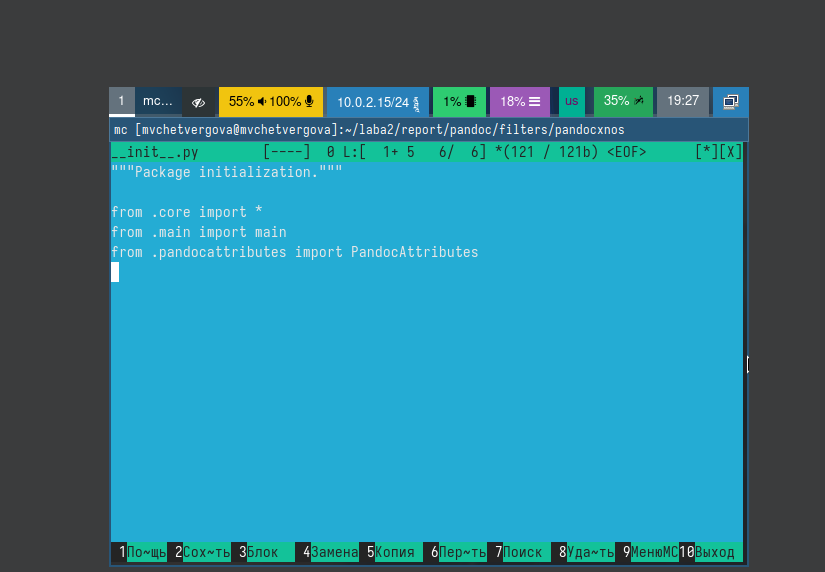 1 mc... 55% 100% 10.0.2.15/24 1% 18% us 35% 19:27
mc [mvchetvergova@mvchetvergova]:~/laba2/report/pandoc/filters/pandocxnos
__init__.py [----] 0 L:[ 1+ 5 6/ 6] *(121 / 121b) <EOF> [*][X]
"""Package initialization."""
from .core import *
from .main import main
from .pandocattributes import PandocAttributes
1По~щь 2Сох~ть 3Блок 4Замена 5Копия 6Пер~ть 7Поиск 8Уда~ть 9МенюMC 10Выход